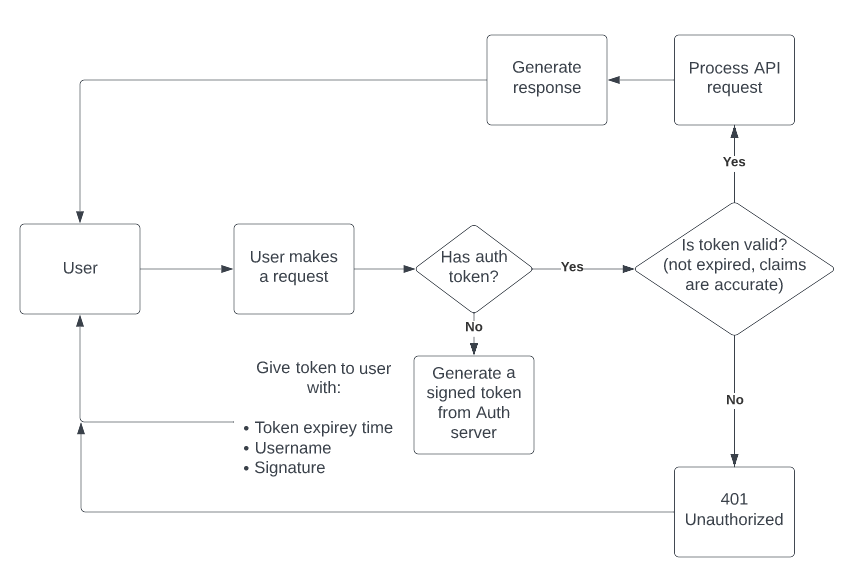 Generate
response
Process API
request
Yes
User
User makes
a request
Has auth
token?
Yes
Is token valid?
(not expired, claims
are accurate)
No
Give token to user
with:
• Token expirey time
• Username
• Signature
Generate a
signed token
from Auth
server
No
401
Unauthorized